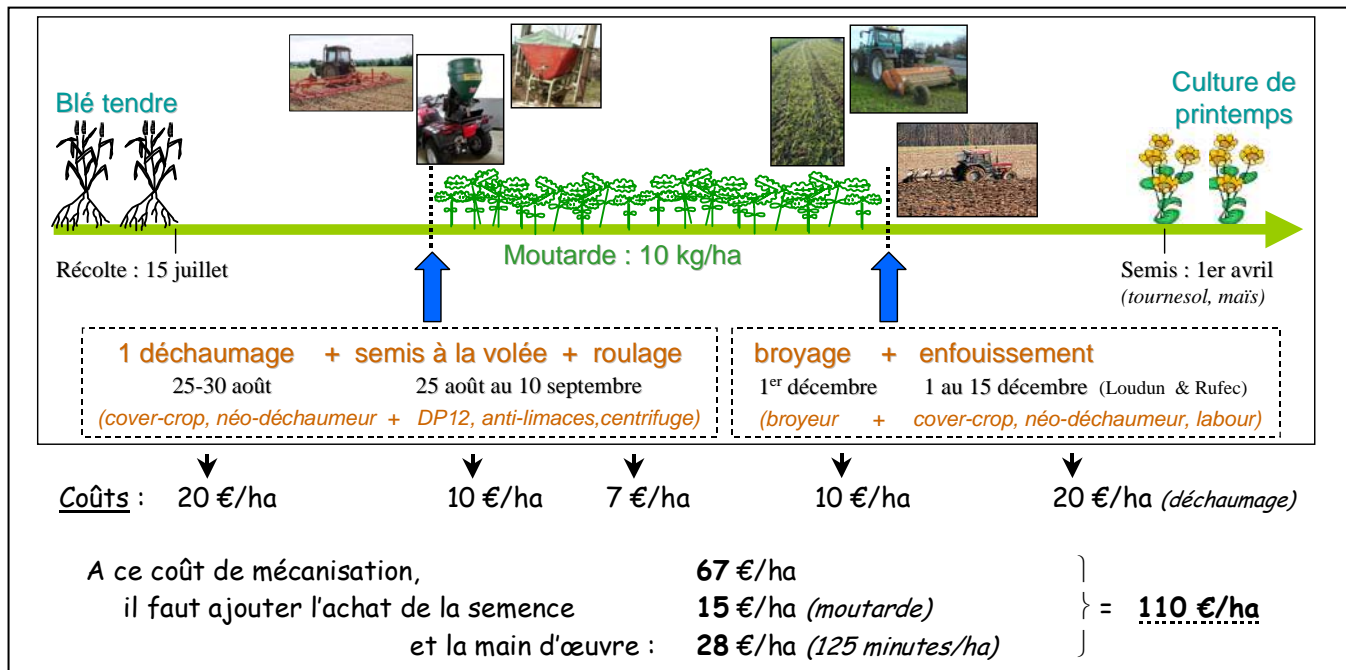 Blé tendre
Culture de
printemps
Moutarde : 10 kg/ha
Récolte : 15 juillet
Semis : 1er avril
(tournesol, maïs)
1 déchaumage + semis à la volée + roulage
25-30 août 25 août au 10 septembre
(cover-crop, néo-déchaumeur + DP12, anti-limaces,centrifuge)
broyage + enfouissement
1er décembre 1 au 15 décembre (Loudun & Rufec)
(broyeur + cover-crop, néo-déchaumeur, labour)
Coûts : 20 €/ha 10 €/ha 7 €/ha 10 €/ha 20 €/ha (déchaumage)
A ce coût de mécanisation, 67 €/ha
il faut ajouter l'achat de la semence 15 €/ha (moutarde) = 110 €/ha
et la main d'œuvre : 28 €/ha (125 minutes/ha)